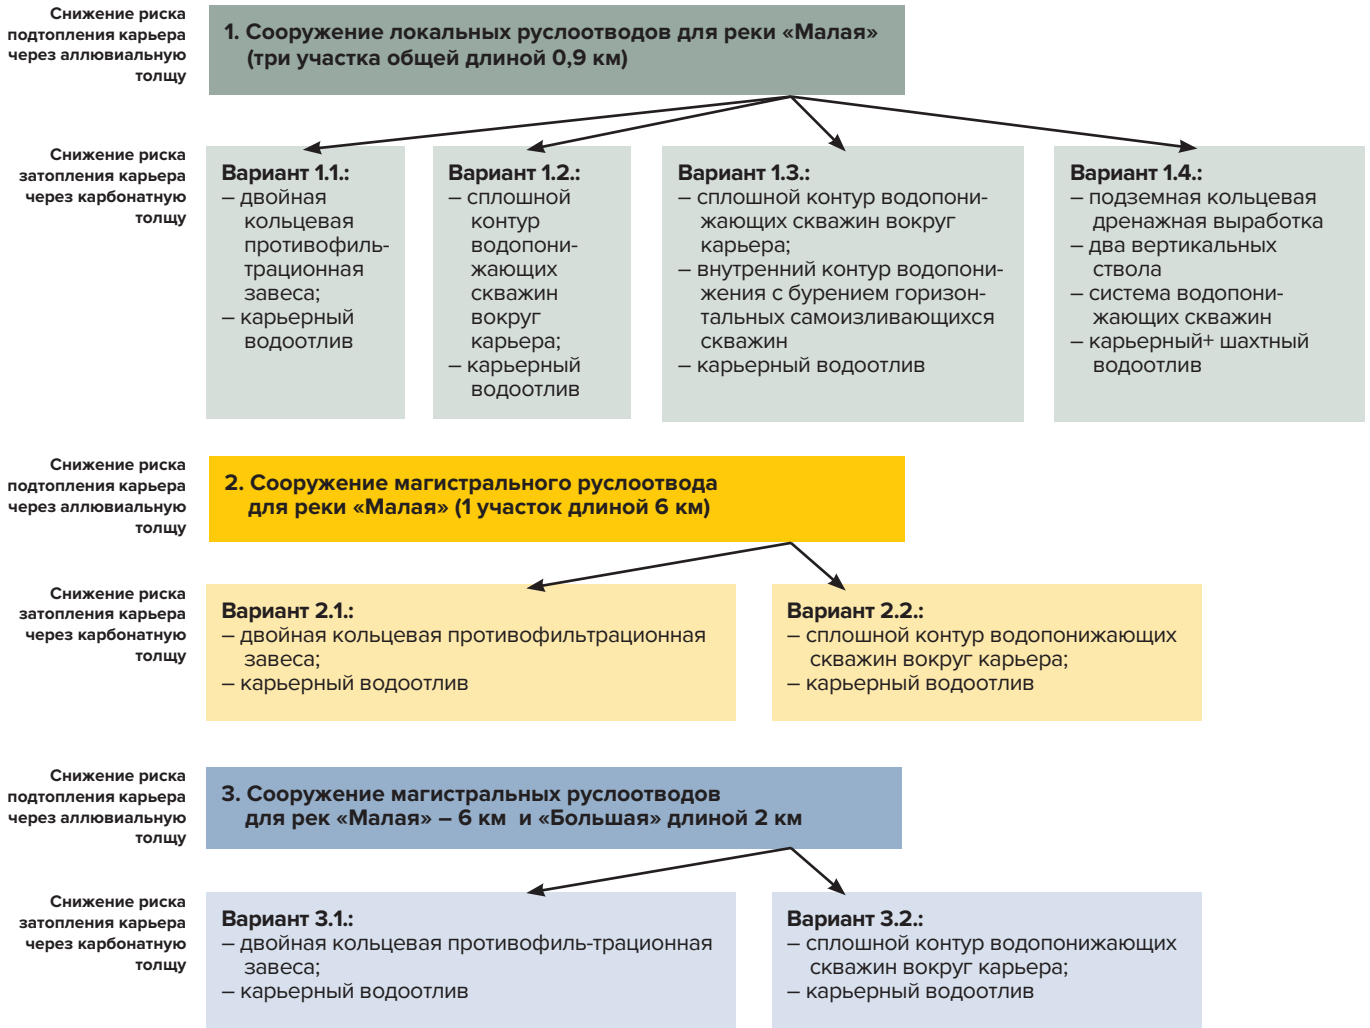 Снижение риска
подтопления карьера
через аллювиальную
толщу
1. Сооружение локальных руслоотводов для реки «Малая»
(три участка общей длиной 0,9 км)
Снижение риска
затопления карьера
через карбонатную
толщу
Вариант 1.1.:
– двойная
кольцевая
противофиль-
трационная
завеса;
– карьерный
водоотлив
Вариант 1.2.:
– сплошной
контур
водопони-
жающих
скважин
вокруг
карьера;
– карьерный
водоотлив
Вариант 1.3.:
– сплошной контур водопони-
жающих скважин вокруг
карьера;
– внутренний контур водопони-
жения с бурением горизон-
тальных самоизливающихся
скважин
– карьерный водоотлив
Вариант 1.4.:
– подземная кольцевая
дренажная выработка
– два вертикальных
ствола
– система водопони-
жающих скважин
– карьерный+ шахтный
водоотлив
Снижение риска
подтопления карьера
через аллювиальную
толщу
2. Сооружение магистрального руслоотвода
для реки «Малая» (1 участок длиной 6 км)
Снижение риска
затопления карьера
через карбонатную
толщу
Вариант 2.1.:
– двойная кольцевая противофильтрационная
завеса;
– карьерный водоотлив
Вариант 2.2.:
– сплошной контур водопонижающих
скважин вокруг карьера;
– карьерный водоотлив
Снижение риска
подтопления карьера
через аллювиальную
толщу
3. Сооружение магистральных руслоотводов
для рек «Малая» – 6 км и «Большая» длиной 2 км
Снижение риска
затопления карьера
через карбонатную
толщу
Вариант 3.1.:
– двойная кольцевая противофиль-трационная
завеса;
– карьерный водоотлив
Вариант 3.2.:
– сплошной контур водопонижающих
скважин вокруг карьера;
– карьерный водоотлив